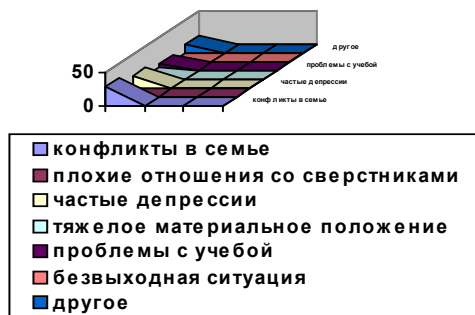 другое
проблемы с учебой
частые депрессии
конфликты в семье
50
0
конфликты в семье
плохие отношения со сверстниками
частые депрессии
тяжелое материальное положение
проблемы с учебой
безвыходная ситуация
другое